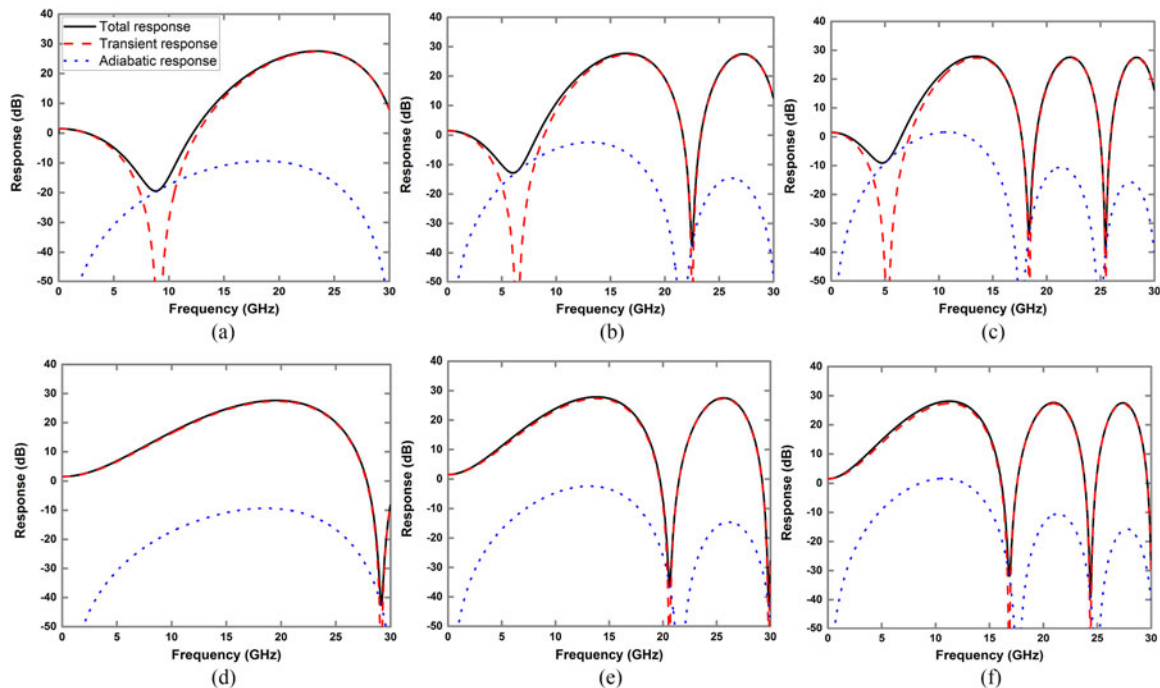 Total response
Transient response
Adiabatic response
Response (dB)
40
30
20
10
0
-10
-20
-30
-40
-50
0 5 10 15 20 25 30
Frequency (GHz)
(a)
Response (dB)
40
30
20
10
0
-10
-20
-30
-40
-50
0 5 10 15 20 25 30
Frequency (GHz)
(b)
Response (dB)
40
30
20
10
0
-10
-20
-30
-40
-50
0 5 10 15 20 25 30
Frequency (GHz)
(c)
Response (dB)
40
30
20
10
0
-10
-20
-30
-40
-50
0 5 10 15 20 25 30
Frequency (GHz)
(d)
Response (dB)
40
30
20
10
0
-10
-20
-30
-40
-50
0 5 10 15 20 25 30
Frequency (GHz)
(e)
Response (dB)
40
30
20
10
0
-10
-20
-30
-40
-50
0 5 10 15 20 25 30
Frequency (GHz)
(f)